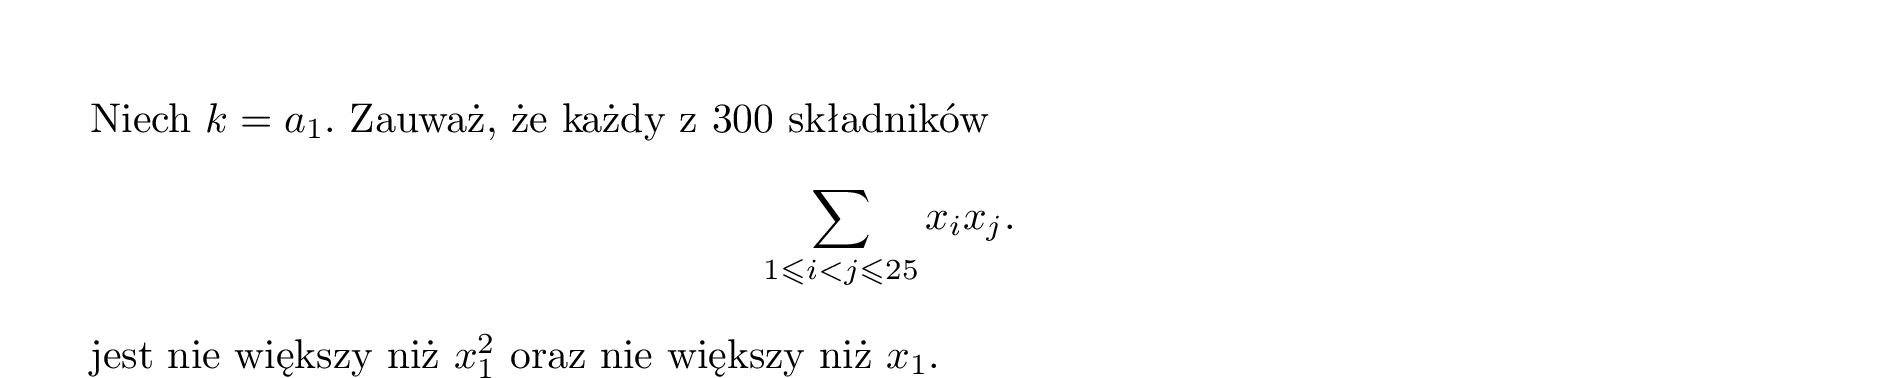 Niech $k = a_1$. Zauważ, że każdy z 300 składników
$$\sum_{1 \leqslant i < j \leqslant 25} x_i x_j.$$
jest nie większy niż $x_1^2$ oraz nie większy niż $x_1$.